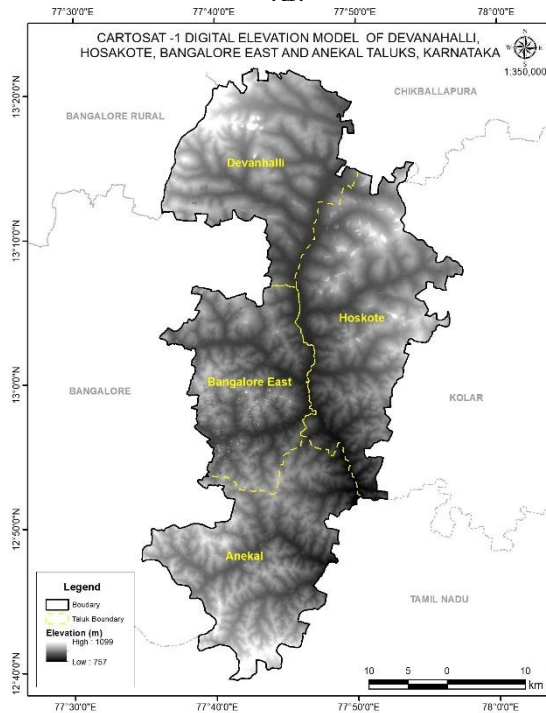 CARTOSAT -1 DIGITAL ELEVATION MODEL OF DEVANAHALLI,
HOSAKOTE, BANGALORE EAST AND ANEKAL TALUKS, KARNATAKA
1:350,000
77°30'0"E
77°40'0"E
77°50'0"E
78°0'0"E
13°20'0"N
13°10'0"N
13°0'0"N
12°50'0"N
12°40'0"N
CHIKBALLAPURA
BANGALORE RURAL
Devanhalli
Hoskote
Bangalore East
BANGALORE
KOLAR
Anekal
TAMIL NADU
Legend
Boudary
Taluk Boundary
Elevation (m)
High : 1099
Low : 757
10 5 0 10
km
77°30'0"E
77°40'0"E
77°50'0"E
78°0'0"E